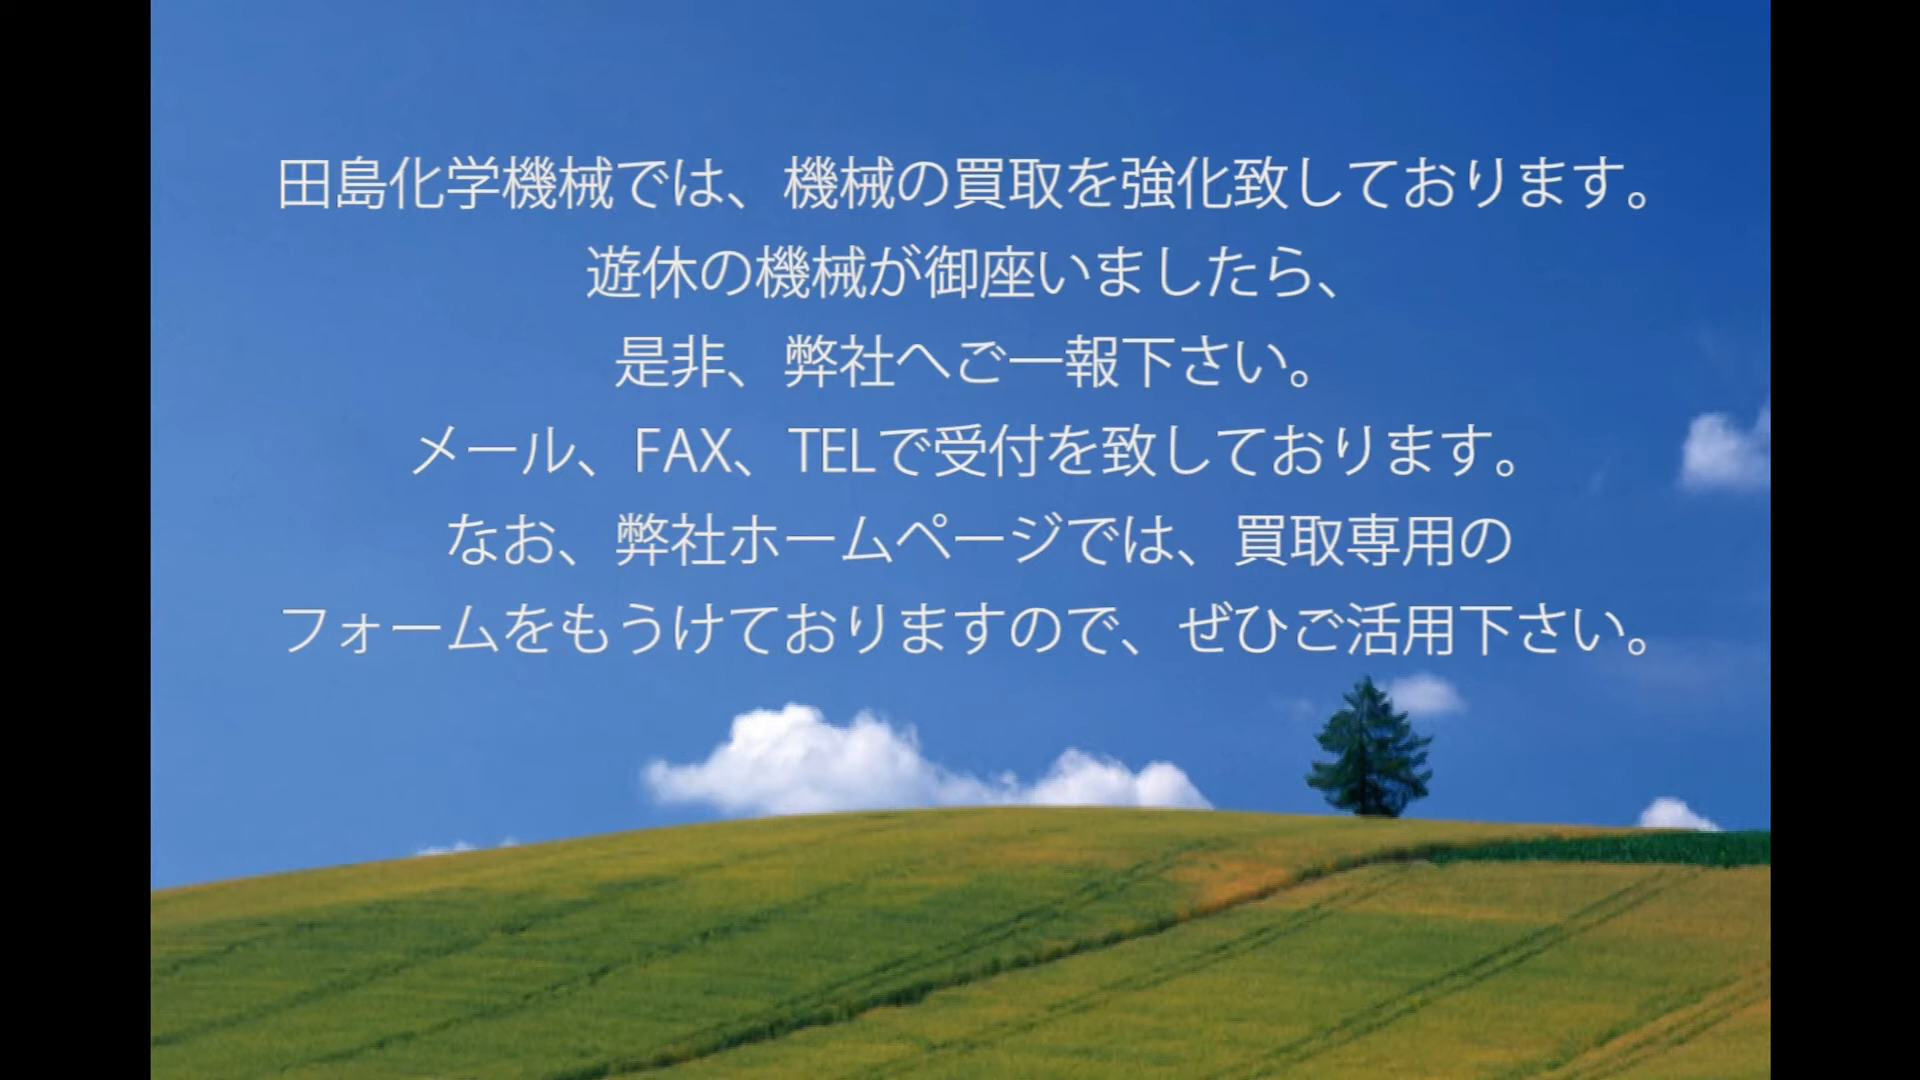 田島化学機械では、機械の買取を強化致しております。
遊休の機械が御座いましたら、
是非、弊社へご一報下さい。
メール、FAX、TELで受付を致しております。
なお、弊社ホームページでは、買取専用の
フォームをもうけておりますので、ぜひご活用下さい。